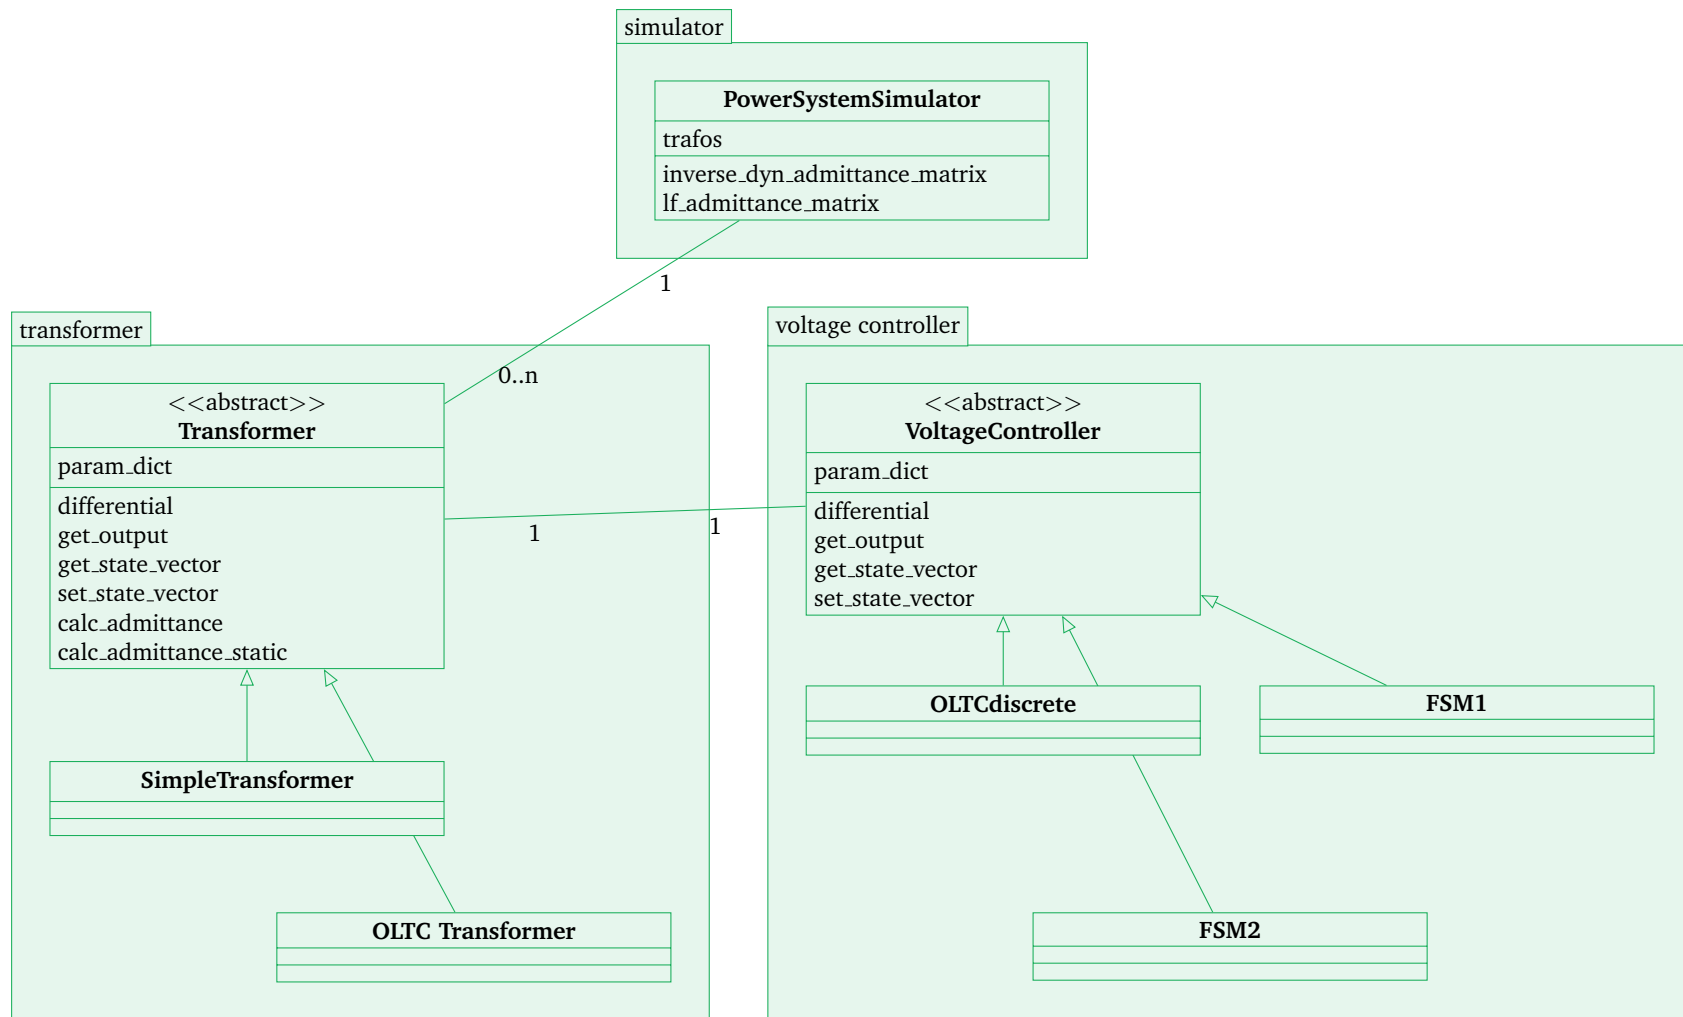 simulator
PowerSystemSimulator
trafos
inverse_dyn_admittance_matrix
lf_admittance_matrix
1
0..n
transformer
<<abstract>>
Transformer
param_dict
differential
get_output
get_state_vector
set_state_vector
calc_admittance
calc_admittance_static
1
1
SimpleTransformer
OLTC Transformer
voltage controller
<<abstract>>
VoltageController
param_dict
differential
get_output
get_state_vector
set_state_vector
OLTCdiscrete
FSM1
FSM2